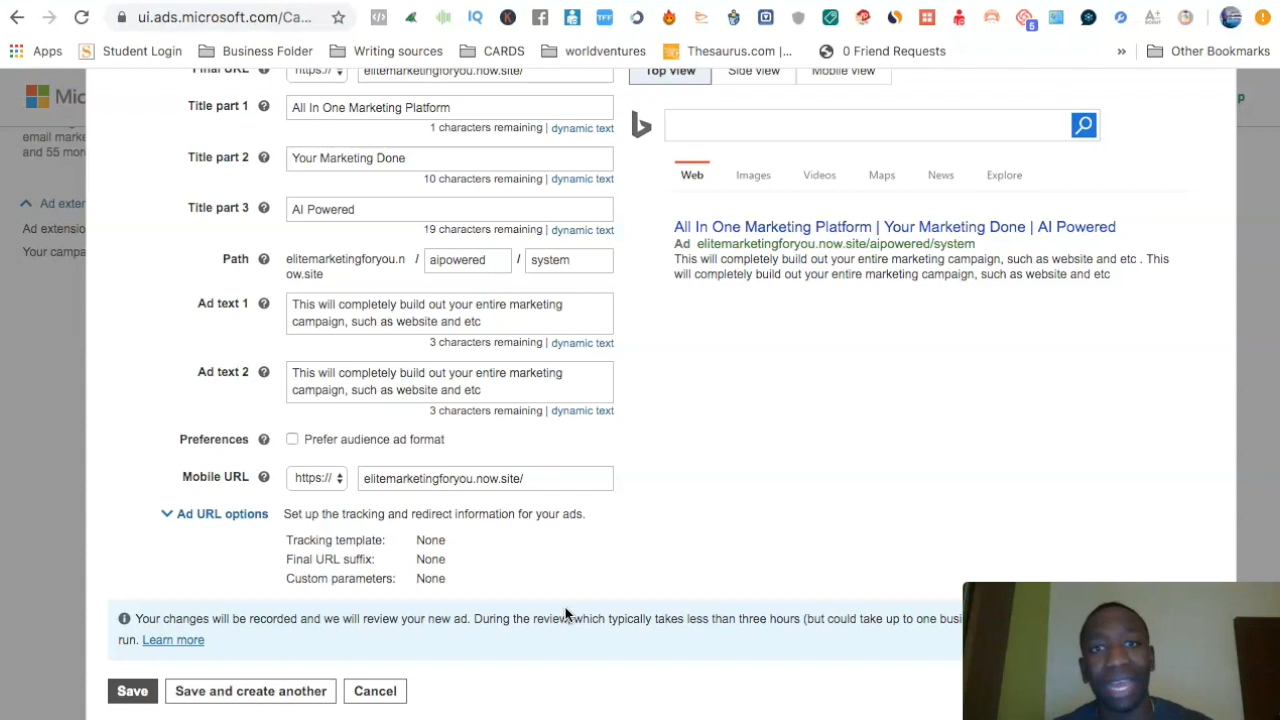 ui.ads.microsoft.com/Ca...
5
Apps
Student Login
Business Folder
Writing sources
CARDS
worldventures
Thesaurus.com |...
0 Friend Requests
»
Other Bookmarks
Mic
email marke
and 55 mor
Ad exter
Ad extensio
Your campa
Final URL
https://
elitemarketingforyou.now.site/
Title part 1
All In One Marketing Platform
1 characters remaining | dynamic text
Title part 2
Your Marketing Done
10 characters remaining | dynamic text
Title part 3
AI Powered
19 characters remaining | dynamic text
Path
elitemarketingforyou.n
ow.site
/
aipowered
/
system
Ad text 1
This will completely build out your entire marketing
campaign, such as website and etc
3 characters remaining | dynamic text
Ad text 2
This will completely build out your entire marketing
campaign, such as website and etc
3 characters remaining | dynamic text
Preferences
Prefer audience ad format
Mobile URL
https://
elitemarketingforyou.now.site/
Ad URL options
Set up the tracking and redirect information for your ads.
Tracking template: None
Final URL suffix: None
Custom parameters: None
Your changes will be recorded and we will review your new ad. During the review, which typically takes less than three hours (but could take up to one busi
run. Learn more
Save
Save and create another
Cancel
Top view
Side view
Mobile view
Web
Images
Videos
Maps
News
Explore
All In One Marketing Platform | Your Marketing Done | AI Powered
Ad elitemarketingforyou.now.site/aipowered/system
This will completely build out your entire marketing campaign, such as website and etc . This
will completely build out your entire marketing campaign, such as website and etc